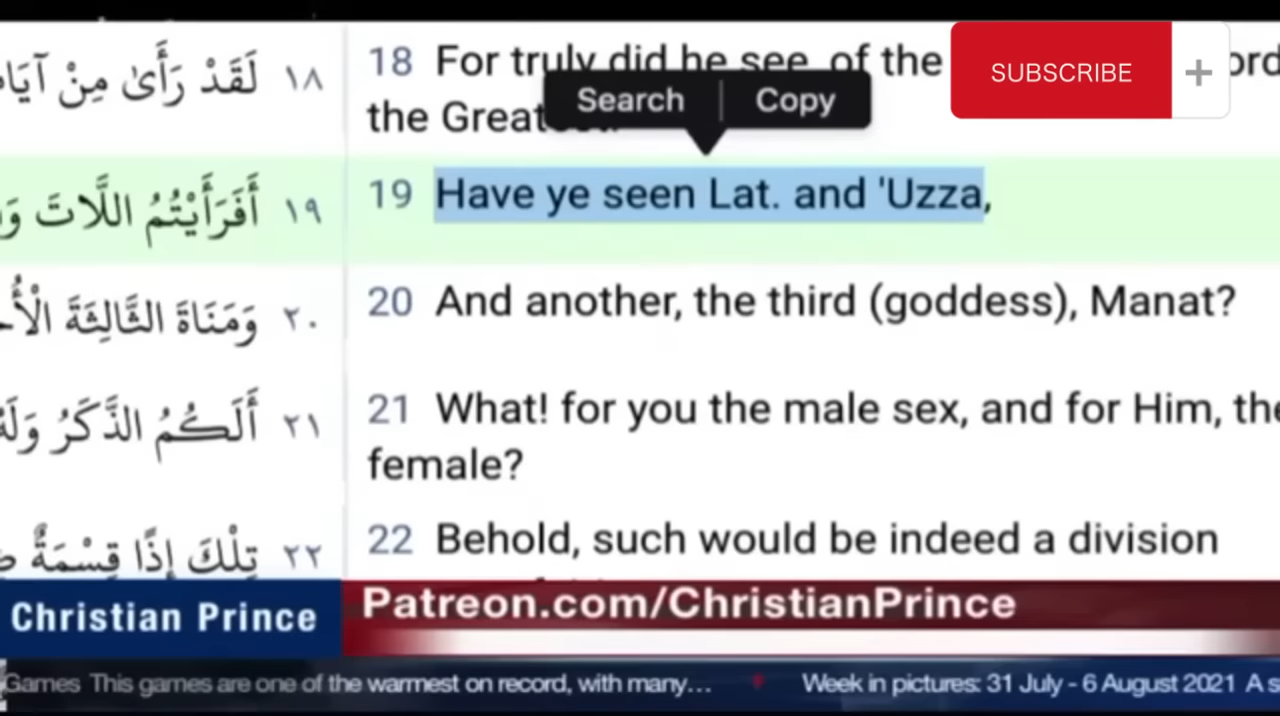 لَقَدْ رَأَىٰ مِنْ ١٨
18 For truly did he see, of the
the
SUBSCRIBE +
Search | Copy
أَفَرَأَيْتُمُ اللَّاتَ ١٩
19 Have ye seen Lat. and 'Uzza,
وَمَنَاةَ الثَّالِثَةَ ٢٠
20 And another, the third (goddess), Manat?
أَلَكُمُ الذَّكَرُ ٢١
21 What! for you the male sex, and for Him,
female?
تِلْكَ إِذًا قِسْمَةٌ ٢٢
22 Behold, such would be indeed a division
Christian Prince
Patreon.com/ChristianPrince
Games This games are one of the warmest on record, with many... Week in pictures: 31 July - 6 August 2021 A